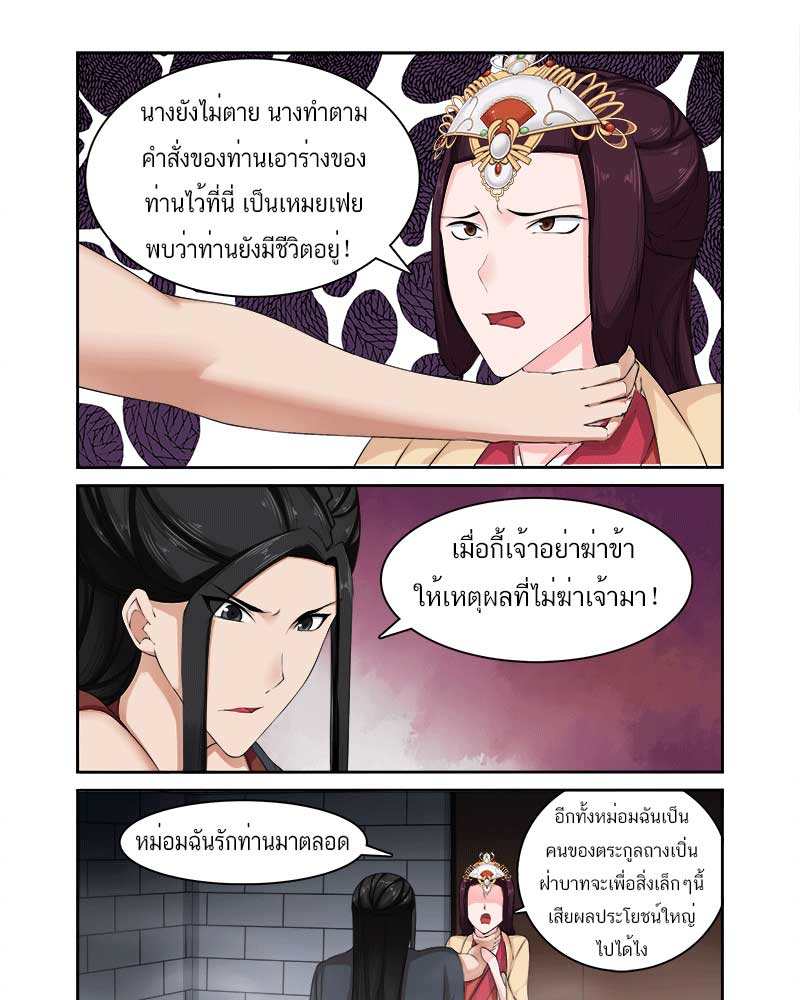 นางยังไม่ตาย นางทำตาม
คำสั่งของท่านเอาร่างของ
ท่านไว้ที่นี่ เป็นเหมยเฟย
พบว่าท่านยังมีชีวิตอยู่!
เมื่อกี้เจ้าอย่าฆ่าข้า
ให้เหตุผลที่ไม่ฆ่าเจ้ามา!
หม่อมฉันรักท่านมาตลอด
อีกทั้งหม่อมฉันเป็น
คนของตระกูลถางเปิ่น
ฝ่าบาทจะเพื่อสิ่งเล็กๆนี้
เสียผลประโยชน์ใหญ่
ไปได้ไง